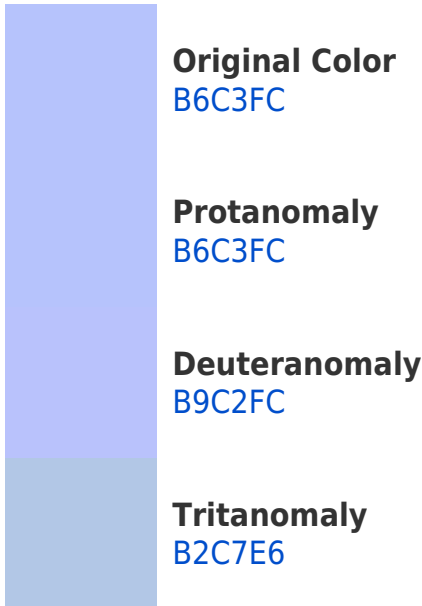 Original Color
B6C3FC
Protanomaly
B6C3FC
Deuteranomaly
B9C2FC
Tritanomaly
B2C7E6